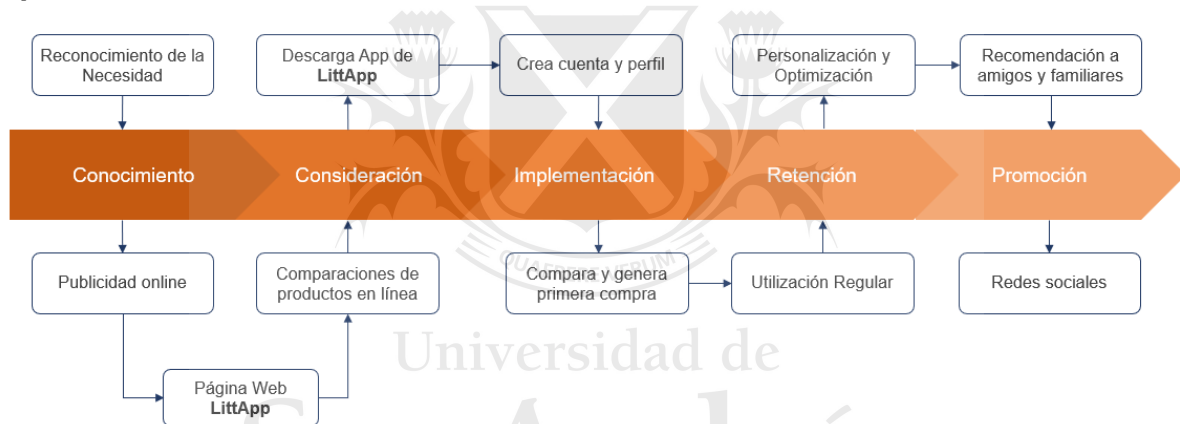 Reconocimiento de la
Necesidad
Descarga App de
LittApp
Crea cuenta y perfil
Personalización y
Optimización
Recomendación a
amigos y familiares
Conocimiento
Consideración
Implementación
Retención
Promoción
Publicidad online
Comparaciones de
productos en línea
Compara y genera
primera compra
Utilización Regular
Redes sociales
Página Web
LittApp
Universidad de